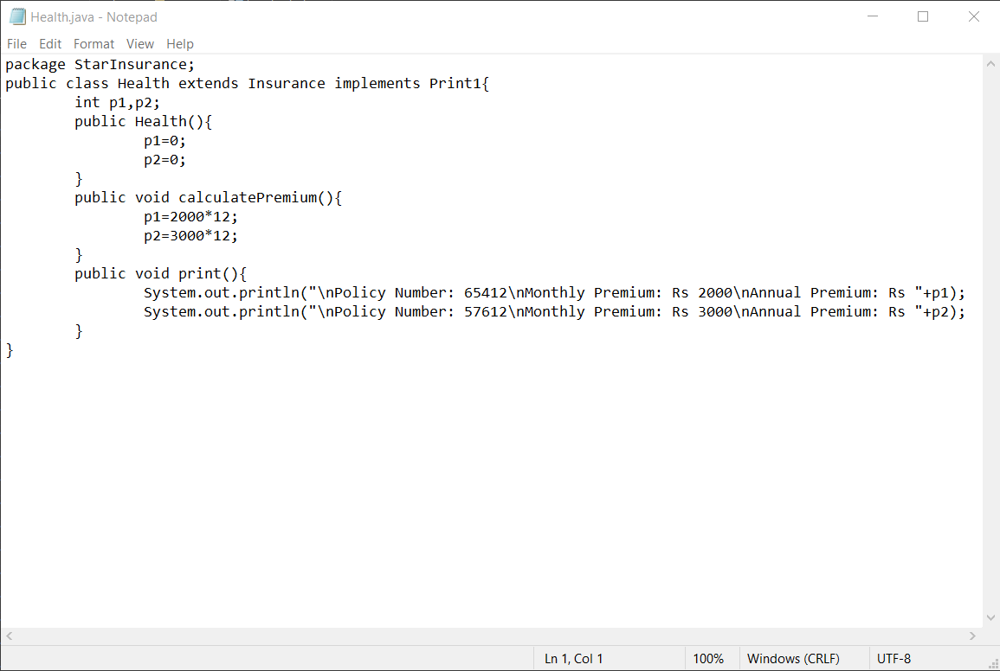 Health.java - Notepad
File Edit Format View Help
package StarInsurance;
public class Health extends Insurance implements Print1{
        int p1,p2;
        public Health(){
                p1=0;
                p2=0;
        }
        public void calculatePremium(){
                p1=2000*12;
                p2=3000*12;
        }
        public void print(){
                System.out.println("\nPolicy Number: 65412\nMonthly Premium: Rs 2000\nAnnual Premium: Rs "+p1);
                System.out.println("\nPolicy Number: 57612\nMonthly Premium: Rs 3000\nAnnual Premium: Rs "+p2);
        }
}
Ln 1, Col 1 100% Windows (CRLF) UTF-8